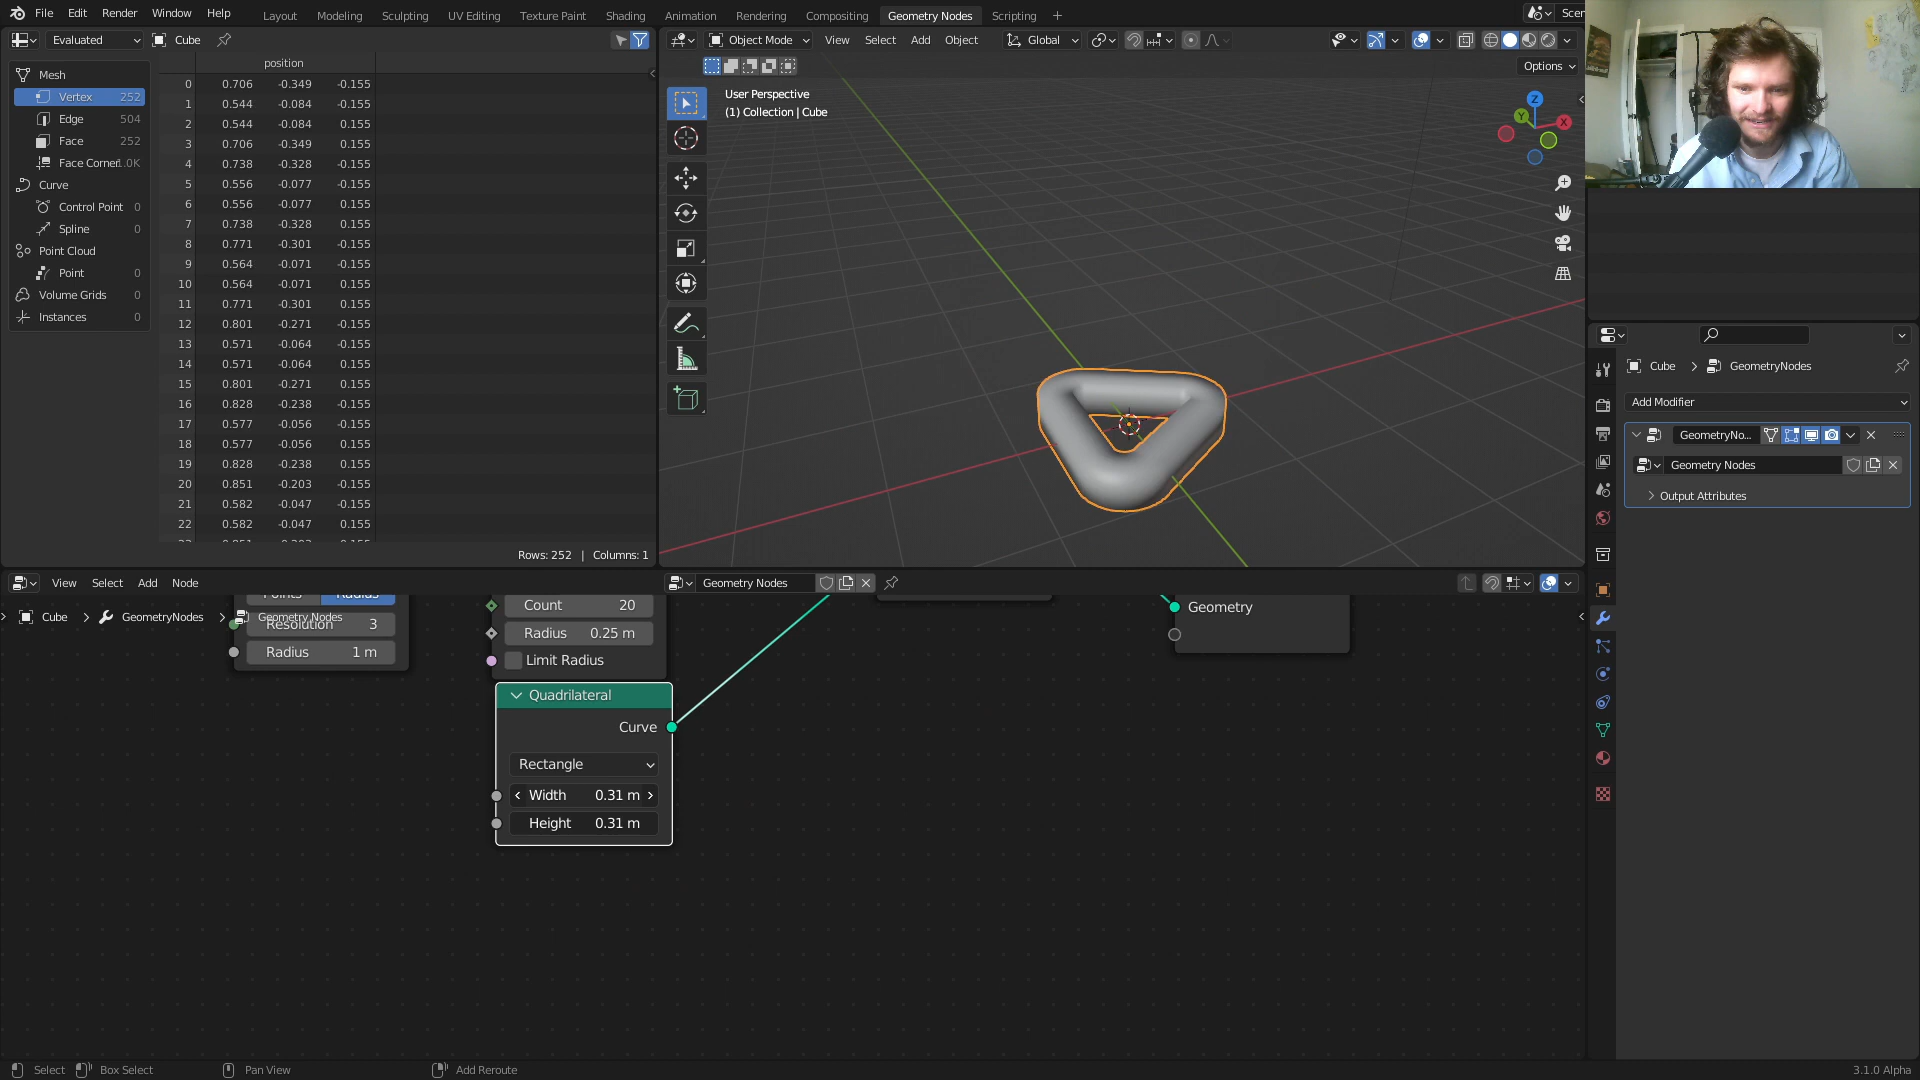 File Edit Render Window Help
Layout Modeling Sculpting UV Editing Texture Paint Shading Animation Rendering Compositing Geometry Nodes Scripting +
Scen
Evaluated Cube
Object Mode View Select Add Object Global
Options
Mesh
Vertex 252
Edge 504
Face 252
Face Corner 1.0K
Curve
Control Point 0
Spline 0
Point Cloud
Point 0
Volume Grids 0
Instances 0
position
0 0.706 -0.349 -0.155
1 0.544 -0.084 -0.155
2 0.544 -0.084 0.155
3 0.706 -0.349 0.155
4 0.738 -0.328 -0.155
5 0.556 -0.077 -0.155
6 0.556 -0.077 0.155
7 0.738 -0.328 0.155
8 0.771 -0.301 -0.155
9 0.564 -0.071 -0.155
10 0.564 -0.071 0.155
11 0.771 -0.301 0.155
12 0.801 -0.271 -0.155
13 0.571 -0.064 -0.155
14 0.571 -0.064 0.155
15 0.801 -0.271 0.155
16 0.828 -0.238 -0.155
17 0.577 -0.056 -0.155
18 0.577 -0.056 0.155
19 0.828 -0.238 0.155
20 0.851 -0.203 -0.155
21 0.582 -0.047 -0.155
22 0.582 -0.047 0.155
Rows: 252 | Columns: 1
User Perspective
(1) Collection | Cube
Z
Y
X
Cube > GeometryNodes
Add Modifier
GeometryNo...
Geometry Nodes
Output Attributes
View Select Add Node
Geometry Nodes
Cube > GeometryNodes > Geometry Nodes
Points Radius
Resolution 3
Radius 1 m
Count 20
Radius 0.25 m
Limit Radius
Geometry
Quadrilateral
Curve
Rectangle
Width 0.31 m
Height 0.31 m
Select Box Select Pan View Add Reroute
3.1.0 Alpha